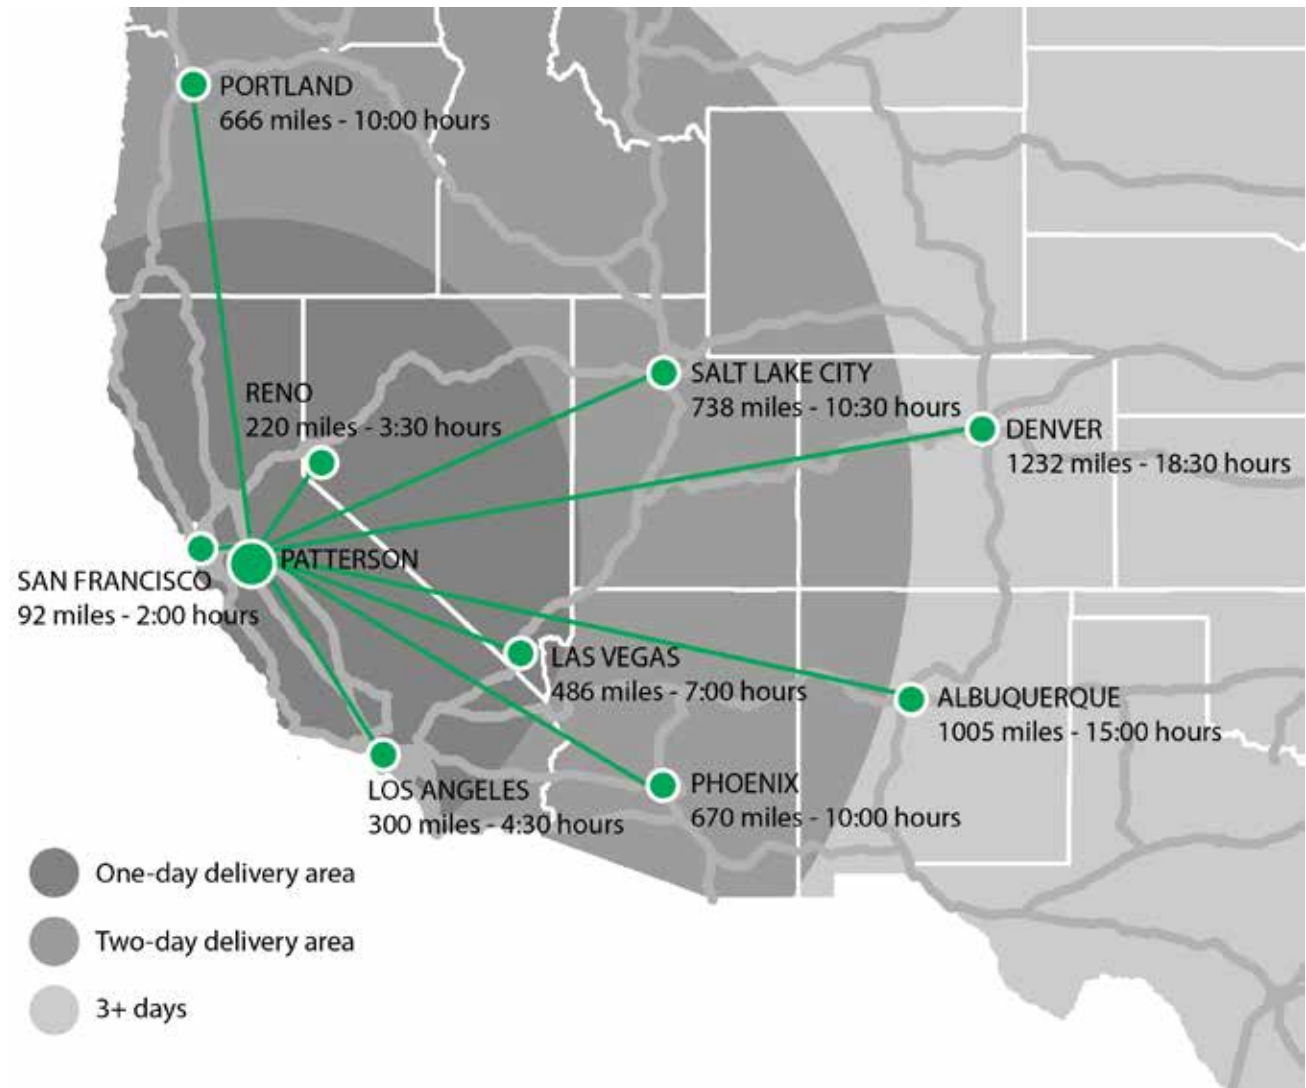 PORTLAND
666 miles - 10:00 hours
RENO
220 miles - 3:30 hours
SALT LAKE CITY
738 miles - 10:30 hours
DENVER
1232 miles - 18:30 hours
PATTERSON
SAN FRANCISCO
92 miles - 2:00 hours
LAS VEGAS
486 miles - 7:00 hours
ALBUQUERQUE
1005 miles - 15:00 hours
LOS ANGELES
300 miles - 4:30 hours
PHOENIX
670 miles - 10:00 hours
One-day delivery area
Two-day delivery area
3+ days